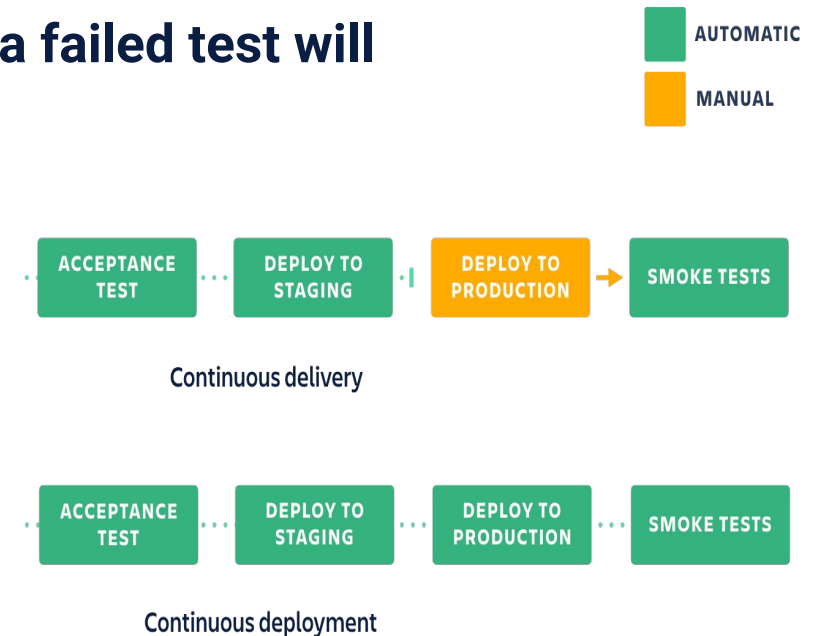 a failed test will
AUTOMATIC
MANUAL
ACCEPTANCE
TEST
DEPLOY TO
STAGING
DEPLOY TO
PRODUCTION
SMOKE TESTS
Continuous delivery
ACCEPTANCE
TEST
DEPLOY TO
STAGING
DEPLOY TO
PRODUCTION
SMOKE TESTS
Continuous deployment